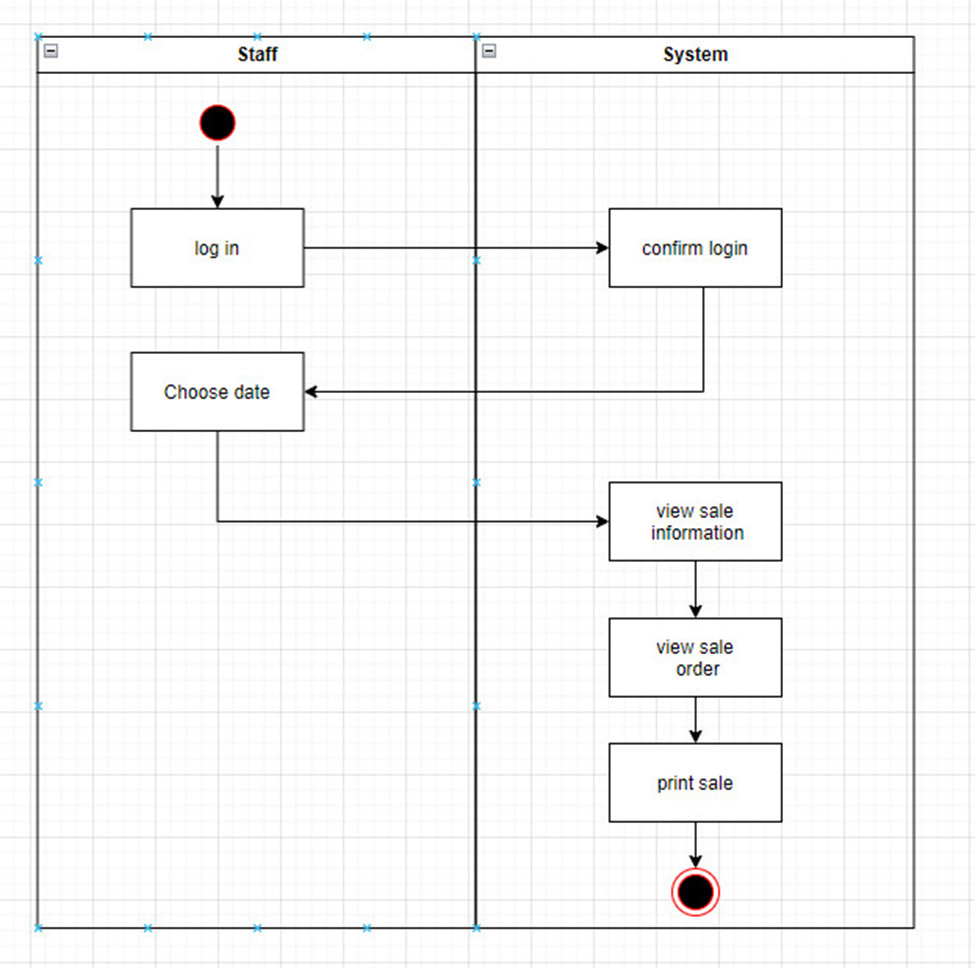 Staff
System
log in
confirm login
Choose date
view sale
information
view sale
order
print sale